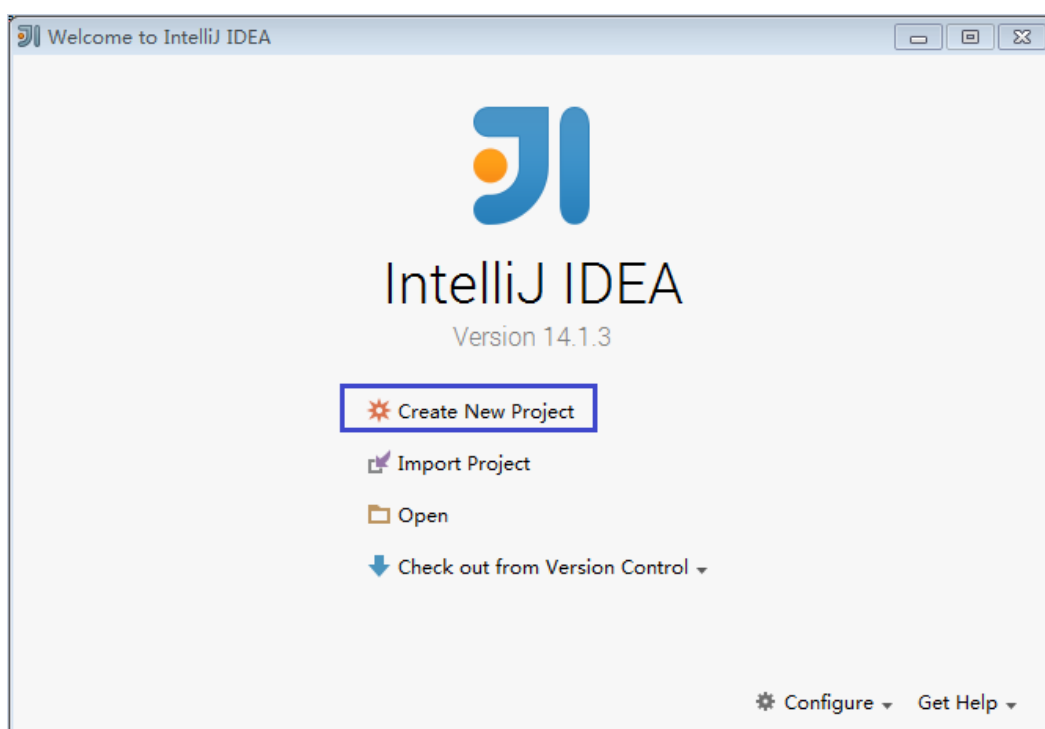 Welcome to IntelliJ IDEA
IntelliJ IDEA
Version 14.1.3
Create New Project
Import Project
Open
Check out from Version Control
Configure Get Help